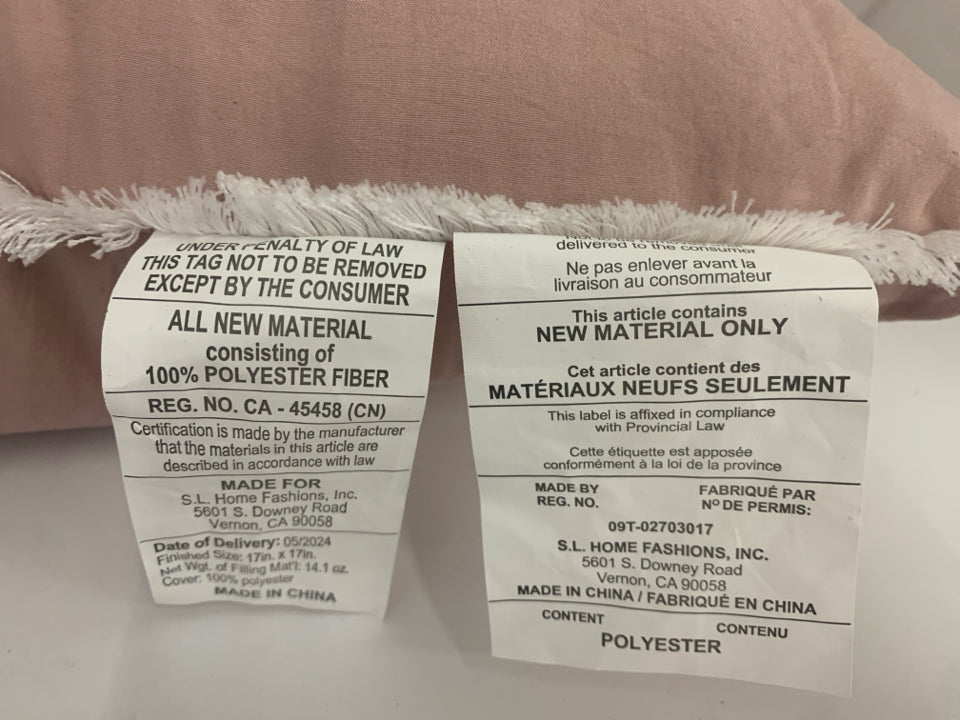 UNDER PENALTY OF LAW
THIS TAG NOT TO BE REMOVED
EXCEPT BY THE CONSUMER
ALL NEW MATERIAL
consisting of
100% POLYESTER FIBER
REG. NO. CA - 45458 (CN)
Certification is made by the manufacturer
that the materials in this article are
described in accordance with law
MADE FOR
S.L. Home Fashions, Inc.
5601 S. Downey Road
Vernon, CA 90058
Date of Delivery: 05/2024
Finished Size: 17in. x 17in.
Net Wgt. of Filling Mat'l: 14.1 oz.
Cover: 100% polyester
MADE IN CHINA
delivered to the consumer
Ne pas enlever avant la
livraison au consommateur
This article contains
NEW MATERIAL ONLY
Cet article contient des
MATÉRIAUX NEUFS SEULEMENT
This label is affixed in compliance
with Provincial Law
Cette étiquette est apposée
conformément à la loi de la province
MADE BY FABRIQUÉ PAR
REG. NO. Nº DE PERMIS:
09T-02703017
S.L. HOME FASHIONS, INC.
5601 S. Downey Road
Vernon, CA 90058
MADE IN CHINA / FABRIQUÉ EN CHINA
CONTENT CONTENU
POLYESTER